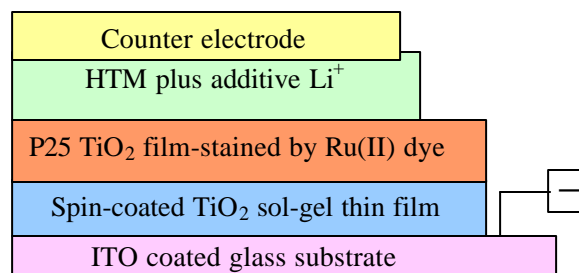 Counter electrode
HTM plus additive Li⁺
P25 TiO₂ film-stained by Ru(II) dye
Spin-coated TiO₂ sol-gel thin film
–
ITO coated glass substrate